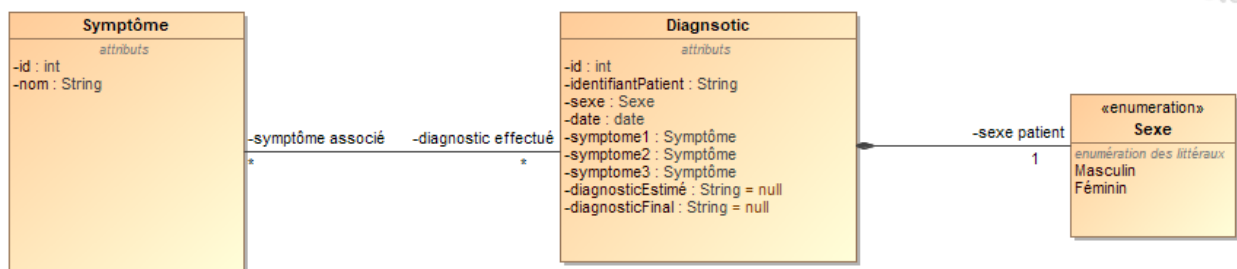 Symptôme
attributs
-id : int
-nom : String
-symptôme associé
*
-diagnostic effectué
*
Diagnsotic
attributs
-id : int
-identifiantPatient : String
-sexe : Sexe
-date : date
-symptome1 : Symptôme
-symptome2 : Symptôme
-symptome3 : Symptôme
-diagnosticEstimé : String = null
-diagnosticFinal : String = null
-sexe patient
1
«enumeration»
Sexe
enumération des littéraux
Masculin
Féminin